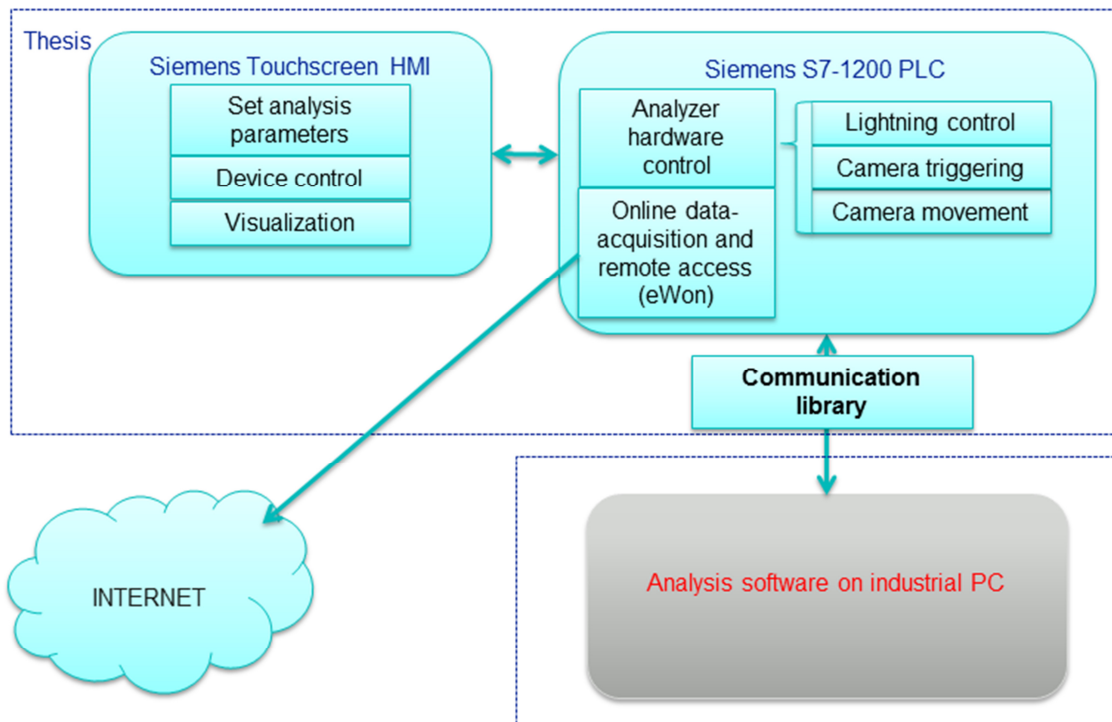 Thesis
Siemens Touchscreen HMI
Set analysis
parameters
Device control
Visualization
Siemens S7-1200 PLC
Analyzer
hardware
control
Lightning control
Camera triggering
Camera movement
Online data-
acquisition and
remote access
(eWon)
Communication
library
INTERNET
Analysis software on industrial PC